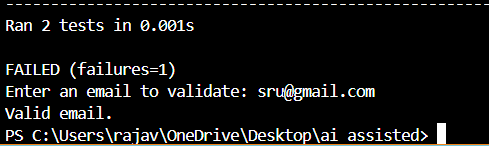 ----------------------------------------------------------------------
Ran 2 tests in 0.001s

FAILED (failures=1)
Enter an email to validate: sru@gmail.com
Valid email.
PS C:\Users\rajav\OneDrive\Desktop\ai assisted>